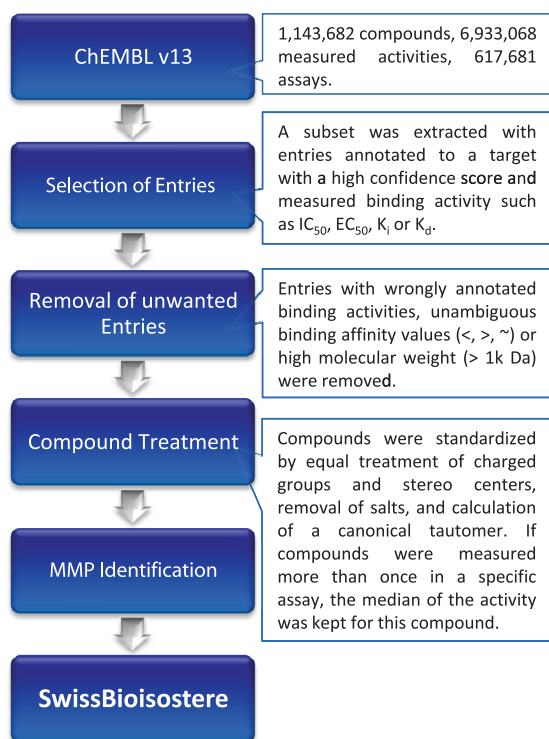 ChEMBL v13
1,143,682 compounds, 6,933,068
measured activities, 617,681
assays.
Selection of Entries
A subset was extracted with
entries annotated to a target
with a high confidence score and
measured binding activity such
as IC₅₀, EC₅₀, Kᵢ or K_d.
Removal of unwanted
Entries
Entries with wrongly annotated
binding activities, unambiguous
binding affinity values (<, >, ~) or
high molecular weight (> 1k Da)
were removed.
Compound Treatment
Compounds were standardized
by equal treatment of charged
groups and stereo centers,
removal of salts, and calculation
of a canonical tautomer. If
compounds were measured
more than once in a specific
assay, the median of the activity
was kept for this compound.
MMP Identification
SwissBioisostere